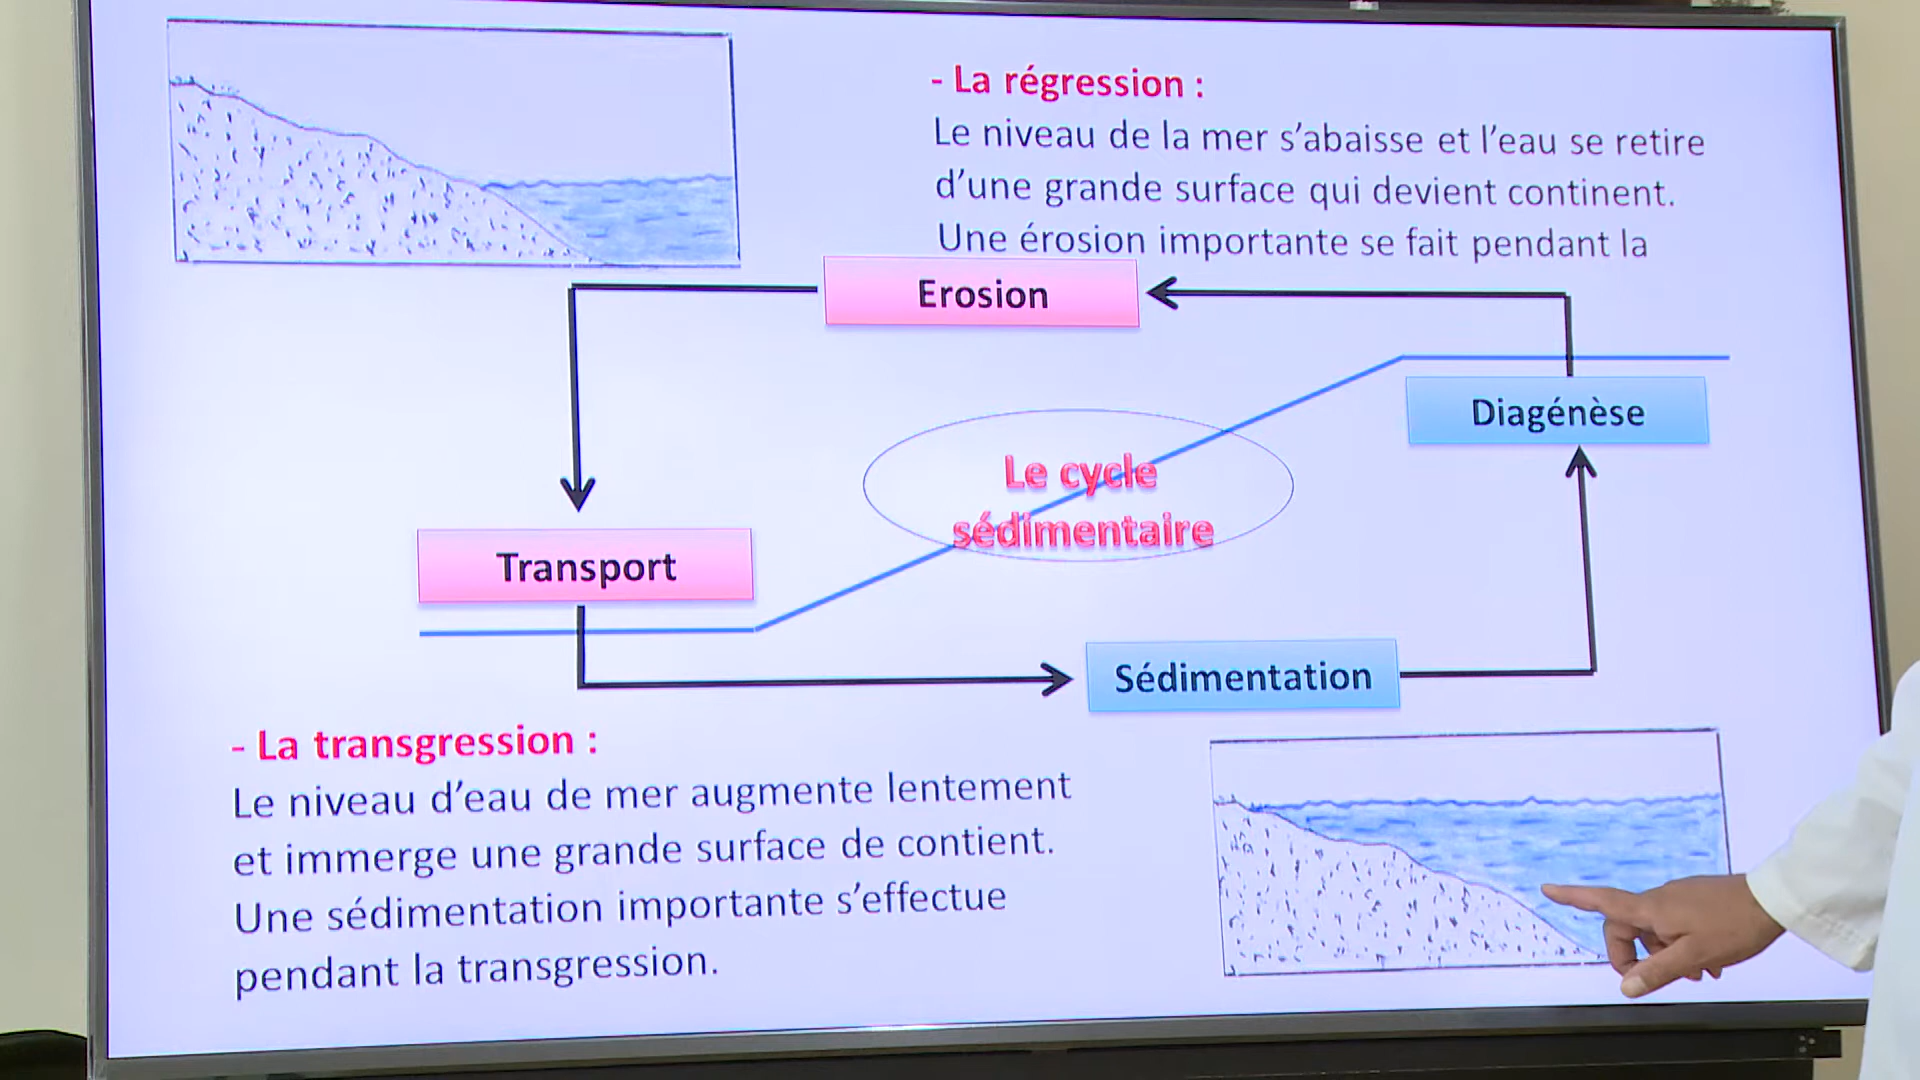 - La régression :
Le niveau de la mer s'abaisse et l'eau se retire
d'une grande surface qui devient continent.
Une érosion importante se fait pendant la
Erosion
Diagénèse
Le cycle
sédimentaire
Transport
Sédimentation
- La transgression :
Le niveau d'eau de mer augmente lentement
et immerge une grande surface de contient.
Une sédimentation importante s'effectue
pendant la transgression.